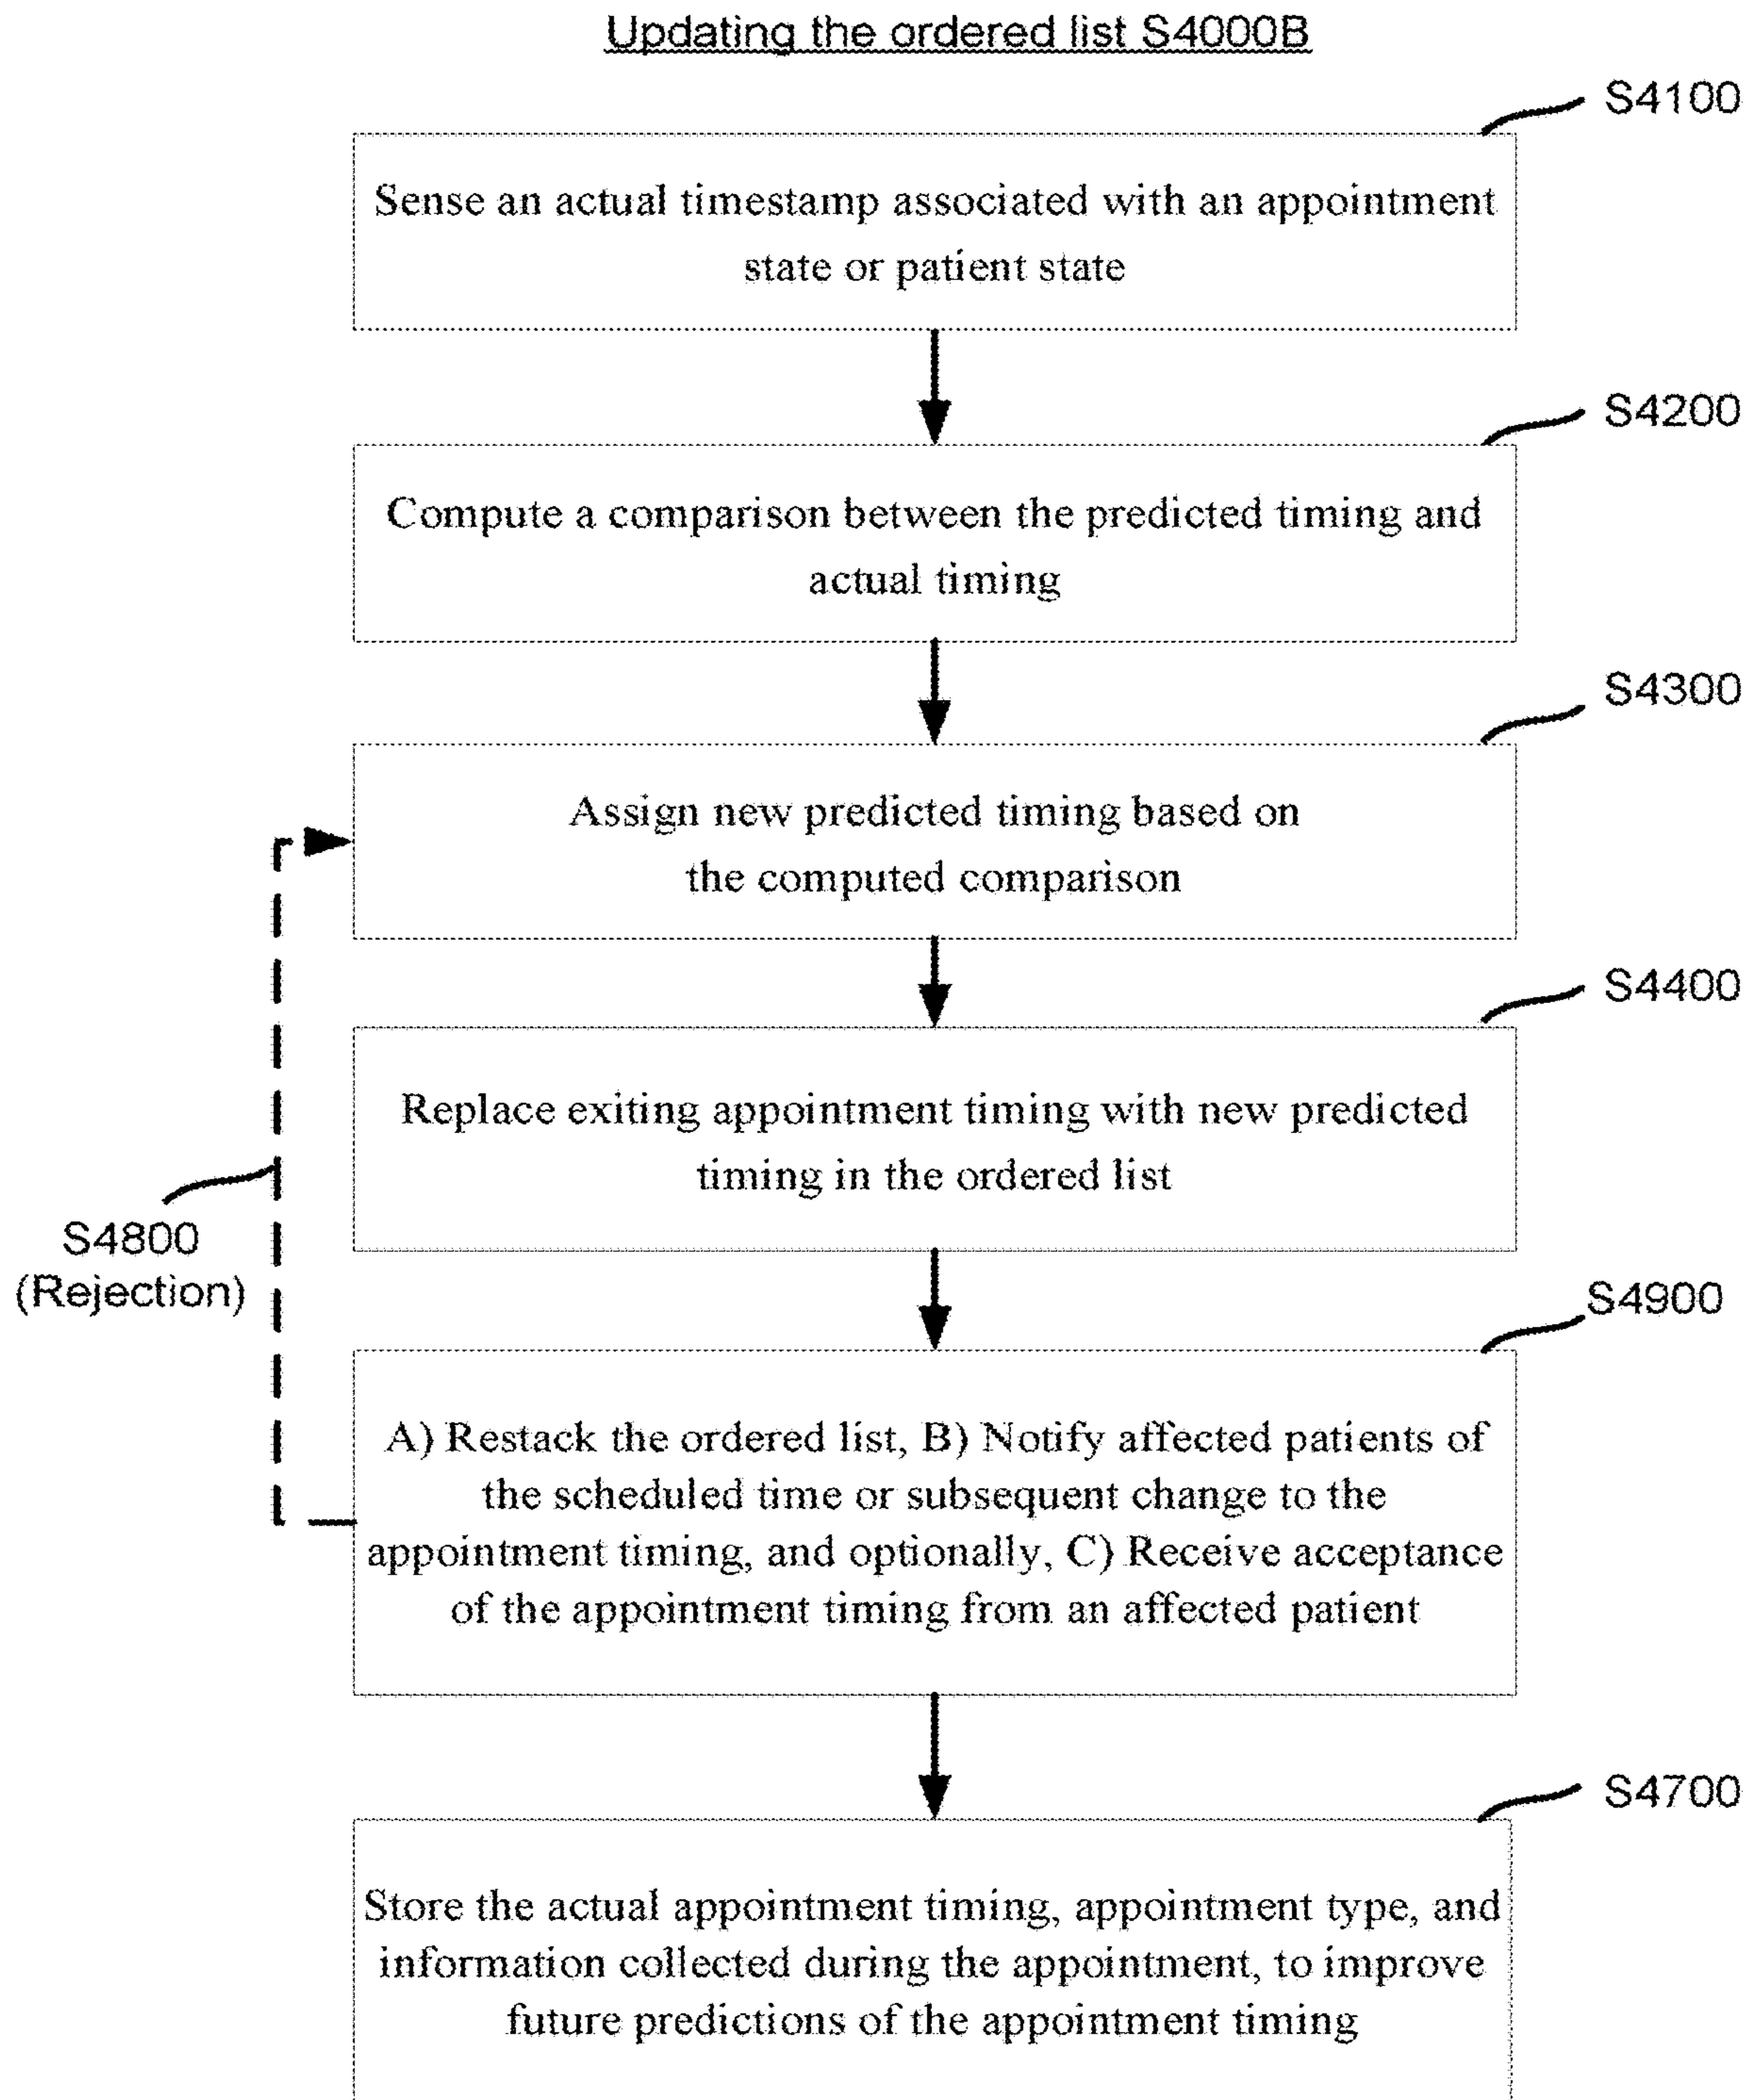 Updating the ordered list S4000B
S4100
Sense an actual timestamp associated with an appointment
state or patient state
S4200
Compute a comparison between the predicted timing and
actual timing
S4300
Assign new predicted timing based on
the computed comparison
S4400
Replace exiting appointment timing with new predicted
timing in the ordered list
S4800
(Rejection)
S4900
A) Restack the ordered list, B) Notify affected patients of
the scheduled time or subsequent change to the
appointment timing, and optionally, C) Receive acceptance
of the appointment timing from an affected patient
S4700
Store the actual appointment timing, appointment type, and
information collected during the appointment, to improve
future predictions of the appointment timing